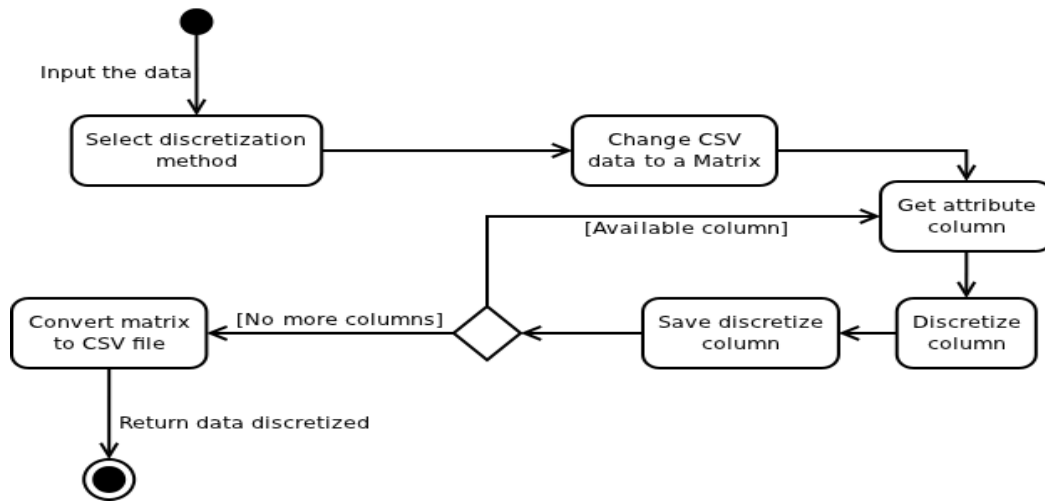 Input the data
Select discretization
method
Change CSV
data to a Matrix
Get attribute
column
[Available column]
Discretize
column
Save discretize
column
[No more columns]
Convert matrix
to CSV file
Return data discretized